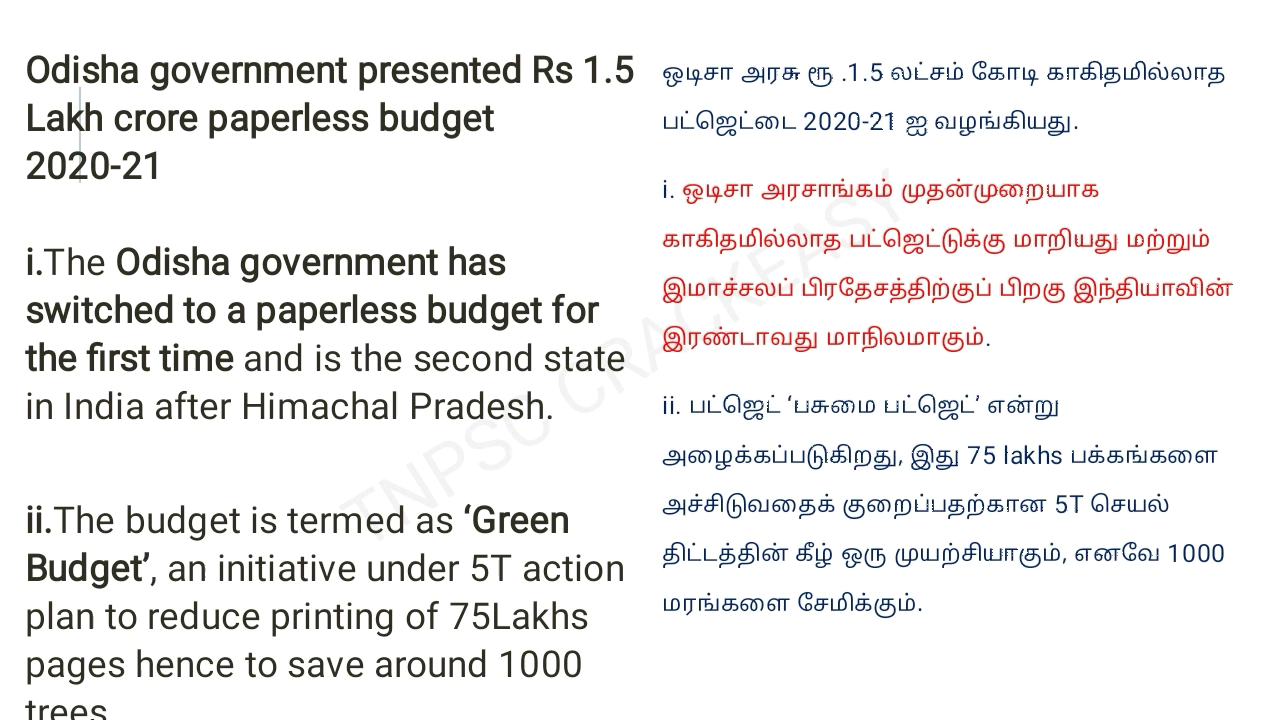 Odisha government presented Rs 1.5
Lakh crore paperless budget
2020-21
i.The Odisha government has
switched to a paperless budget for
the first time and is the second state
in India after Himachal Pradesh.
ii.The budget is termed as ‘Green
Budget’, an initiative under 5T action
plan to reduce printing of 75Lakhs
pages hence to save around 1000
trees
ஒடிசா அரசு ரூ .1.5 லட்சம் கோடி காகிதமில்லாத
பட்ஜெட்டை 2020-21 ஐ வழங்கியது.
i. ஒடிசா அரசாங்கம் முதன்முறையாக
காகிதமில்லாத பட்ஜெட்டுக்கு மாறியது மற்றும்
இமாச்சலப் பிரதேசத்திற்குப் பிறகு இந்தியாவின்
இரண்டாவது மாநிலமாகும்.
ii. பட்ஜெட் ‘பசுமை பட்ஜெட்’ என்று
அழைக்கப்படுகிறது, இது 75 lakhs பக்கங்களை
அச்சிடுவதைக் குறைப்பதற்கான 5T செயல்
திட்டத்தின் கீழ் ஒரு முயற்சியாகும், எனவே 1000
மரங்களை சேமிக்கும்.
TNPSC CRACKEASY